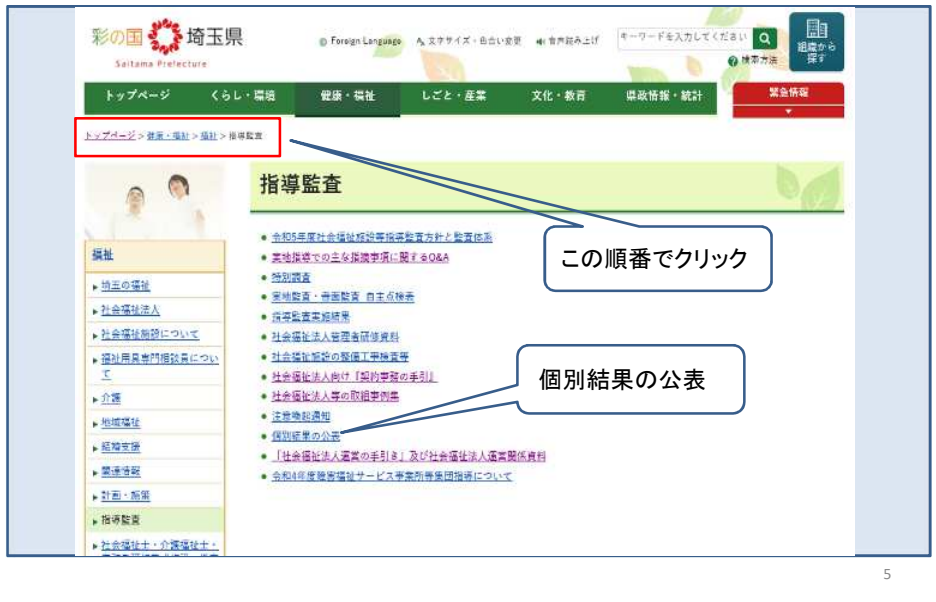 彩の国 埼玉県
Saitama Prefecture
Foreign Language 文字サイズ・色合い変更 音声読み上げ
キーワードを入力してください
検索方法
組織から
探す
トップページ くらし・環境 健康・福祉 しごと・産業 文化・教育 県政情報・統計 緊急情報
トップページ > 健康・福祉 > 福祉 > 指導監査
指導監査
この順番でクリック
令和5年度社会福祉施設等指導監査方針と監査体系
実地指導での主な指摘事項に関するQ&A
特別調査
実地監査・書面監査 自主点検表
指導監査実施結果
社会福祉法人管理者研修資料
社会福祉施設の整備工事検査等
社会福祉法人向け『契約事務の手引』
社会福祉法人等の取組事例集
注意喚起通知
個別結果の公表
「社会福祉法人運営の手引き」及び社会福祉法人運営関係資料
令和4年度障害福祉サービス事業所等集団指導について
個別結果の公表
福祉
埼玉の福祉
社会福祉法人
社会福祉施設について
福祉用具専門相談員につい
て
介護
地域福祉
結婚支援
関連情報
計画・施策
指導監査
社会福祉士・介護福祉士・
5